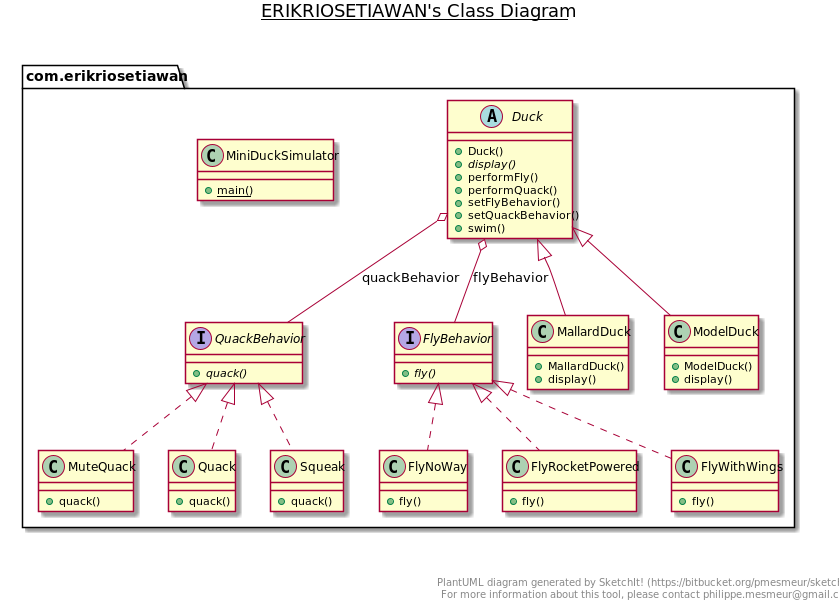 ERIKRIOSETIAWAN's Class Diagram
com.erikriosetiawan
A Duck
Duck()
display()
performFly()
performQuack()
setFlyBehavior()
setQuackBehavior()
swim()
C MiniDuckSimulator
main()
quackBehavior
flyBehavior
I QuackBehavior
quack()
I FlyBehavior
fly()
C MallardDuck
MallardDuck()
display()
C ModelDuck
ModelDuck()
display()
C MuteQuack
quack()
C Quack
quack()
C Squeak
quack()
C FlyNoWay
fly()
C FlyRocketPowered
fly()
C FlyWithWings
fly()
PlantUML diagram generated by SketchIt! (https://bitbucket.org/pmesmeur/sketch
For more information about this tool, please contact philippe.mesmeur@gmail.c